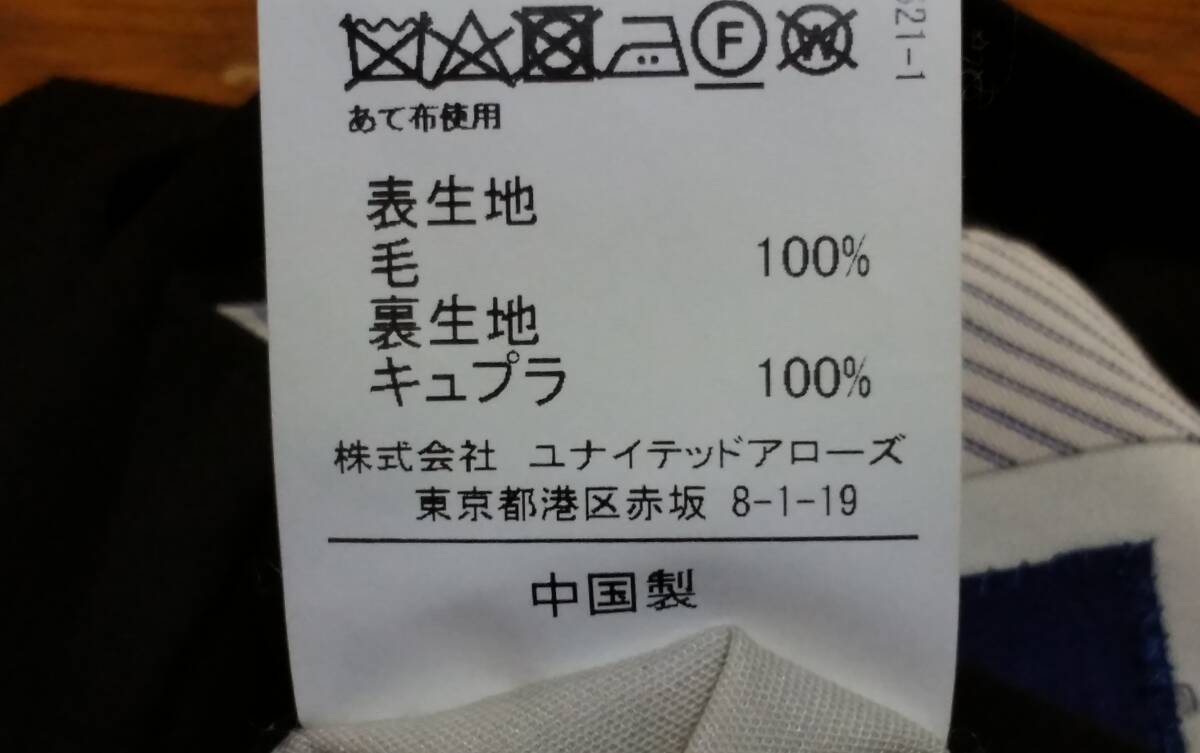 F W
あて布使用
表生地
毛 100%
裏生地
キュプラ 100%
株式会社 ユナイテッドアローズ
東京都港区赤坂 8-1-19
中国製
21-1